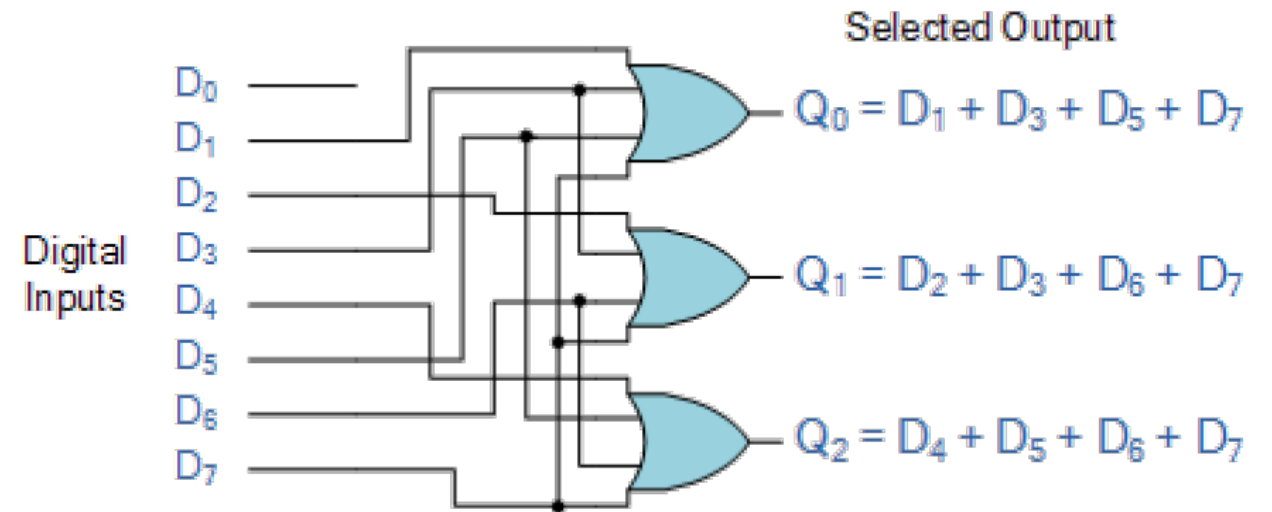 Selected Output
D₀
D₁
D₂
D₃
D₄
D₅
D₆
D₇
Digital
Inputs
Q₀ = D₁ + D₃ + D₅ + D₇
Q₁ = D₂ + D₃ + D₆ + D₇
Q₂ = D₄ + D₅ + D₆ + D₇